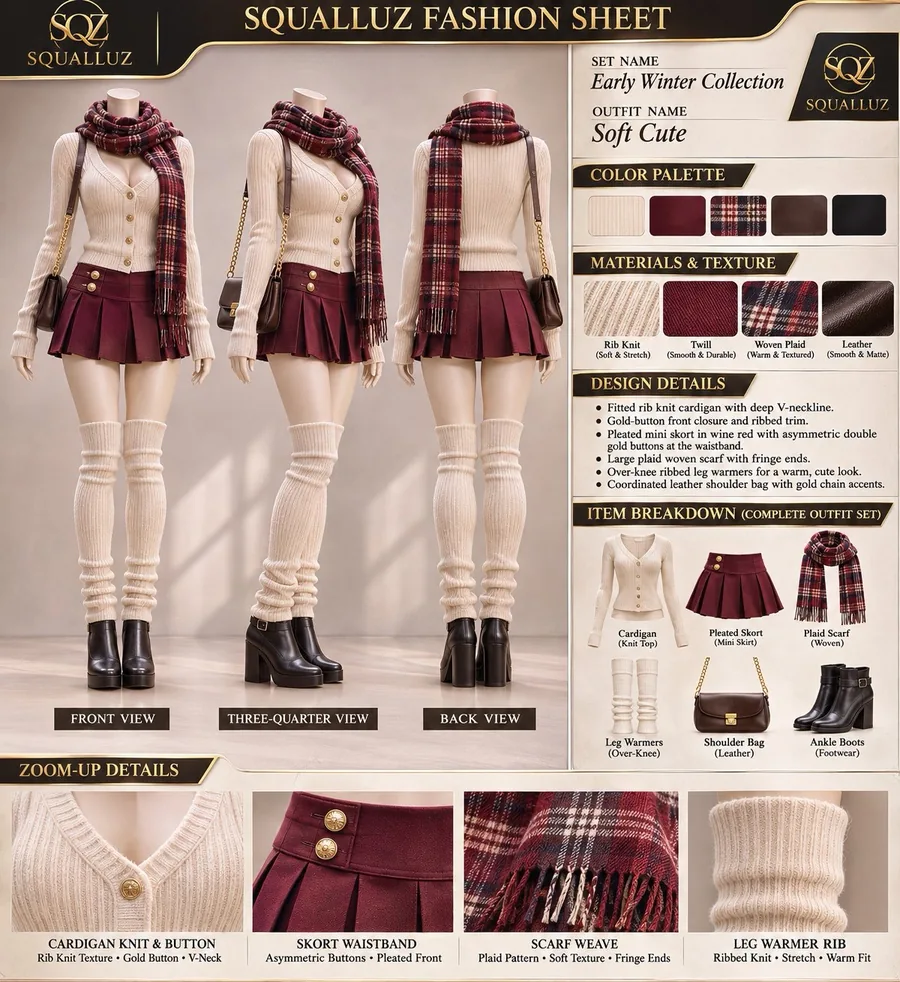 SQZ
SQUALLUZ
SQUALLUZ FASHION SHEET
SET NAME
Early Winter Collection
OUTFIT NAME
Soft Cute
SQZ
SQUALLUZ
COLOR PALETTE
MATERIALS & TEXTURE
Rib Knit
(Soft & Stretch)
Twill
(Smooth & Durable)
Woven Plaid
(Warm & Textured)
Leather
(Smooth & Matte)
DESIGN DETAILS
• Fitted rib knit cardigan with deep V-neckline.
• Gold-button front closure and ribbed trim.
• Pleated mini skort in wine red with asymmetric double
gold buttons at the waistband.
• Large plaid woven scarf with fringe ends.
• Over-knee ribbed leg warmers for a warm, cute look.
• Coordinated leather shoulder bag with gold chain accents.
ITEM BREAKDOWN (COMPLETE OUTFIT SET)
Cardigan
(Knit Top)
Pleated Skort
(Mini Skirt)
Plaid Scarf
(Woven)
Leg Warmers
(Over-Knee)
Shoulder Bag
(Leather)
Ankle Boots
(Footwear)
FRONT VIEW
THREE-QUARTER VIEW
BACK VIEW
ZOOM-UP DETAILS
CARDIGAN KNIT & BUTTON
Rib Knit Texture • Gold Button • V-Neck
SKORT WAISTBAND
Asymmetric Buttons • Pleated Front
SCARF WEAVE
Plaid Pattern • Soft Texture • Fringe Ends
LEG WARMER RIB
Ribbed Knit • Stretch • Warm Fit